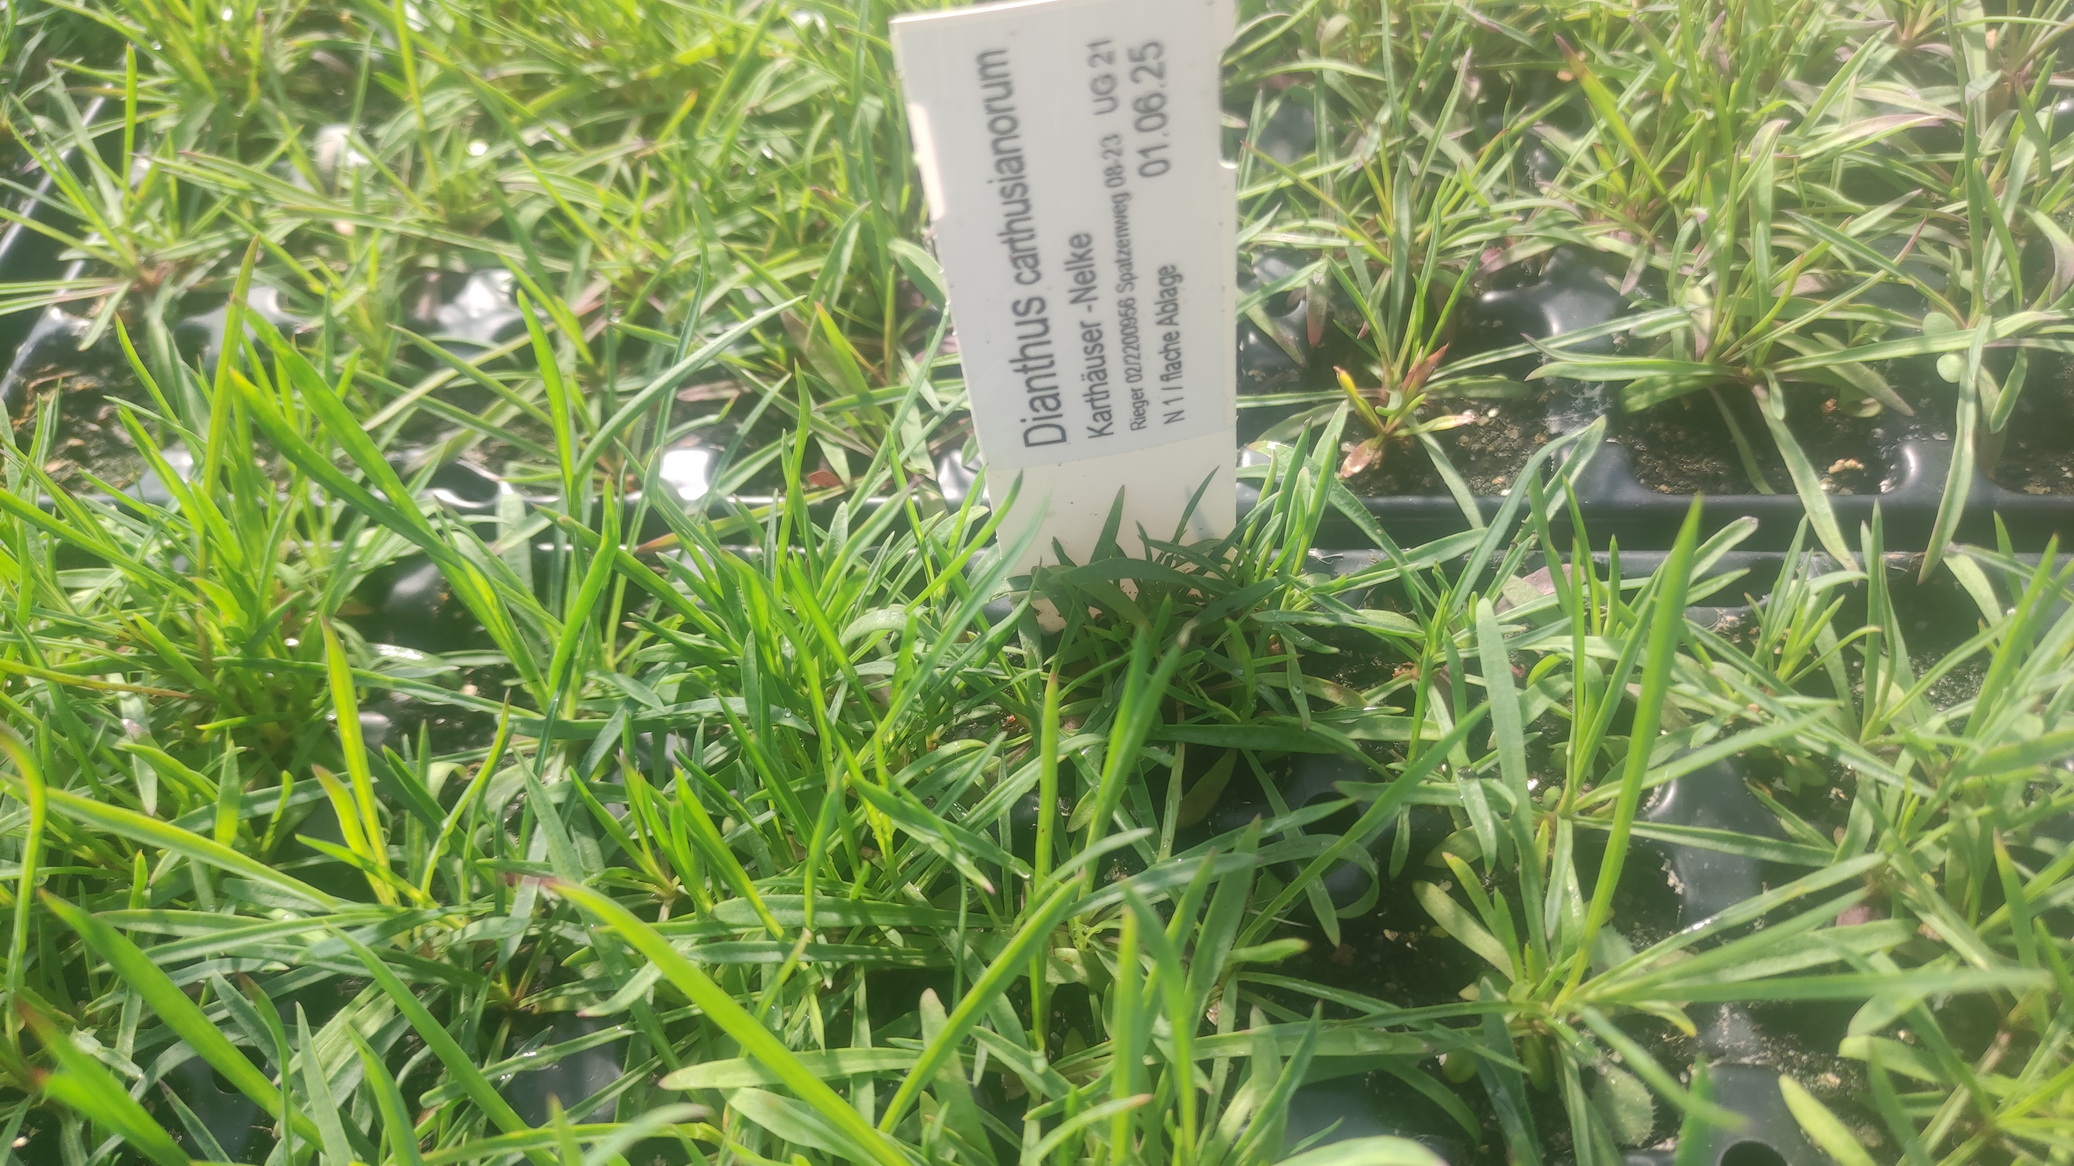 Dianthus carthusianorum
Karthäuser -Nelke UG 21
Rieger 02/2200956 Spatzenweg 08-23
N 1 / flache Ablage 01.06.25